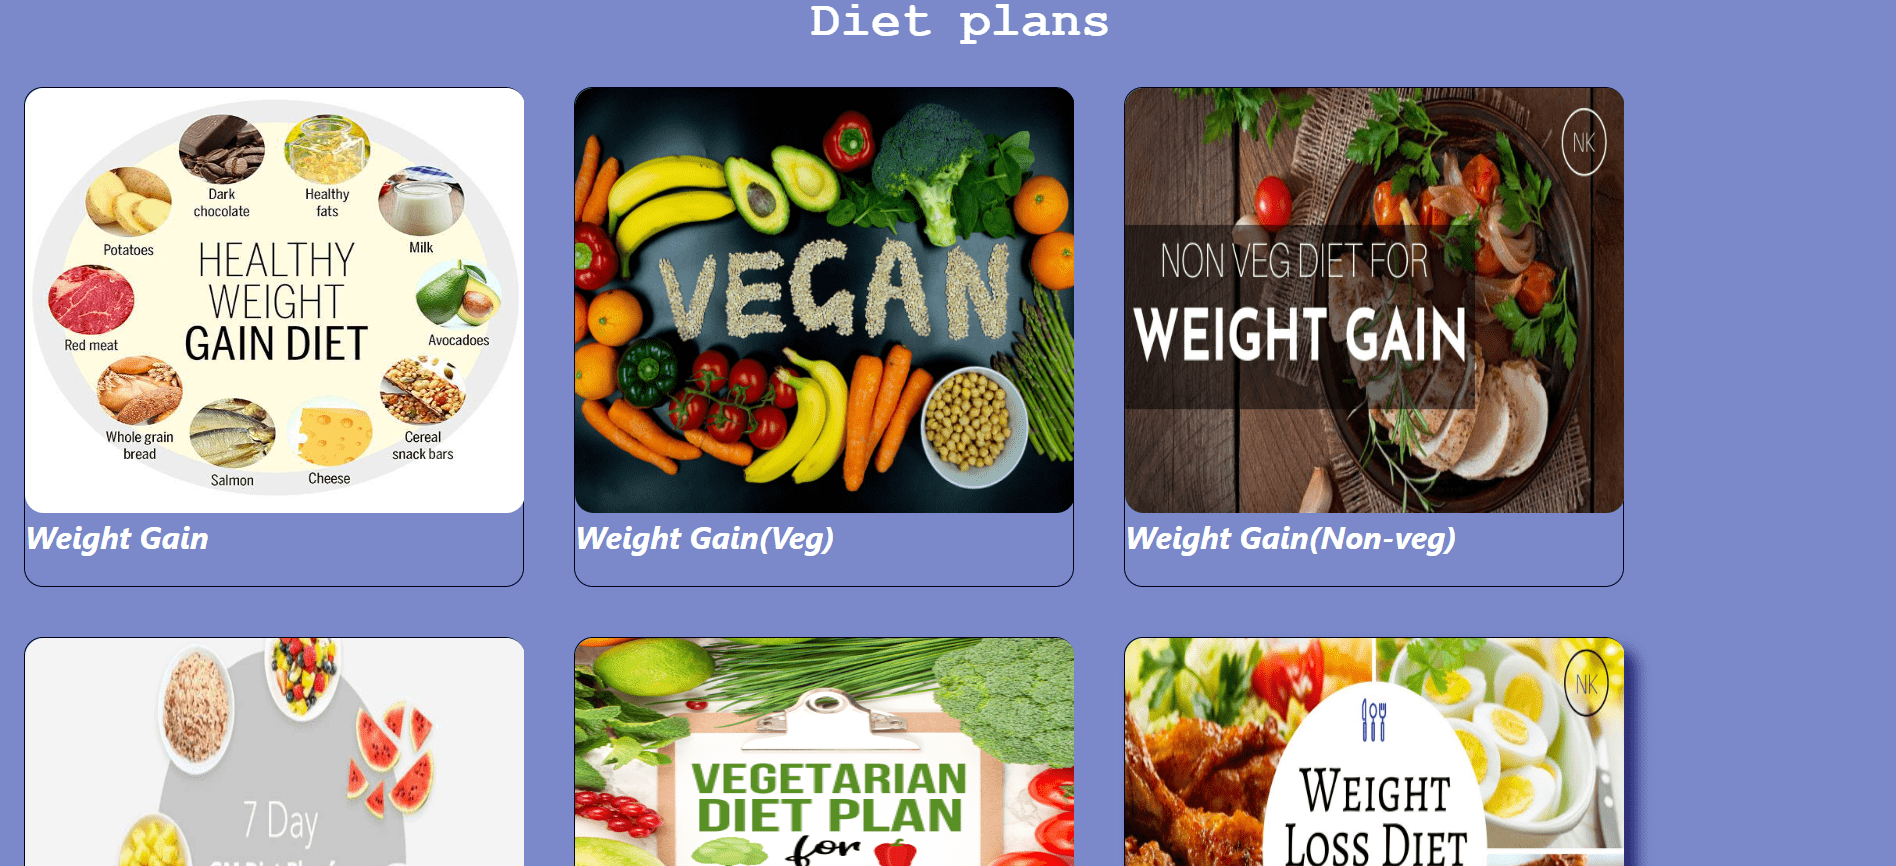 Diet plans
Dark
chocolate
Healthy
fats
Potatoes
Milk
HEALTHY
WEIGHT
GAIN DIET
Red meat
Avocadoes
Whole grain
bread
Cereal
snack bars
Salmon
Cheese
VEGAN
NK
NON VEG DIET FOR
WEIGHT GAIN
Weight Gain
Weight Gain(Veg)
Weight Gain(Non-veg)
7 Day
VEGETARIAN
DIET PLAN
for
NK
WEIGHT
LOSS DIET